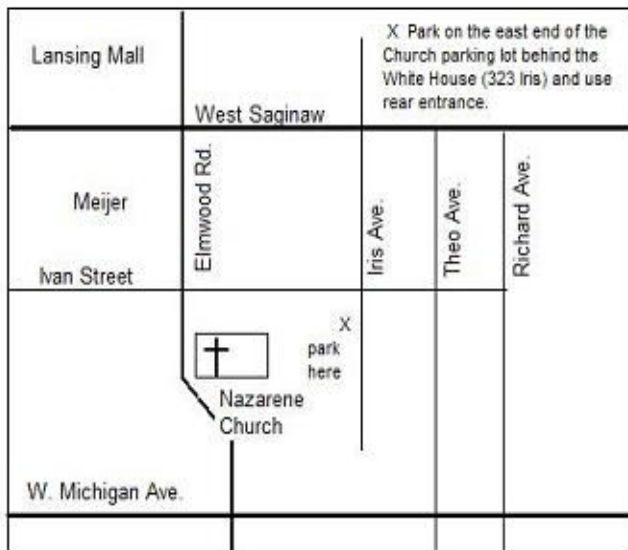 Lansing Mall
X Park on the east end of the
Church parking lot behind the
White House (323 Iris) and use
rear entrance.
West Saginaw
Meijer
Elmwood Rd.
Iris Ave.
Theo Ave.
Richard Ave.
Ivan Street
X
park
here
Nazarene
Church
W. Michigan Ave.